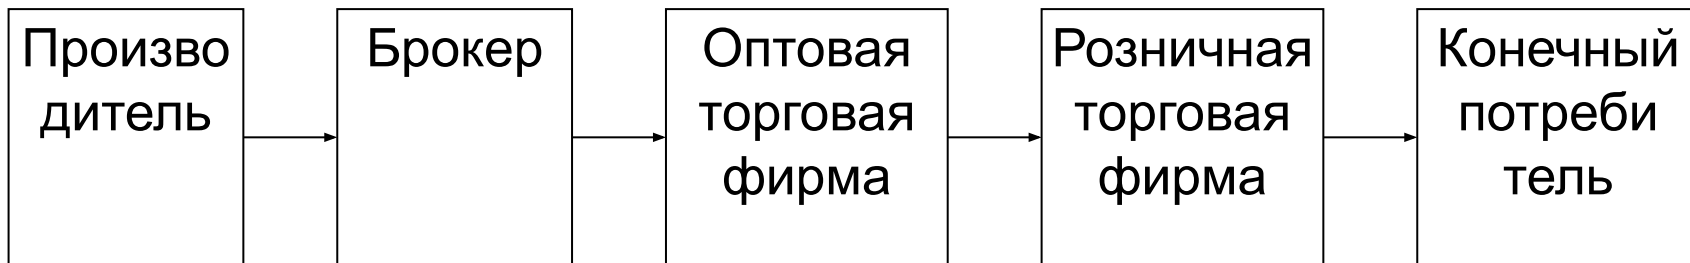 Произво
дитель
Брокер
Оптовая
торговая
фирма
Розничная
торговая
фирма
Конечный
потреби
тель